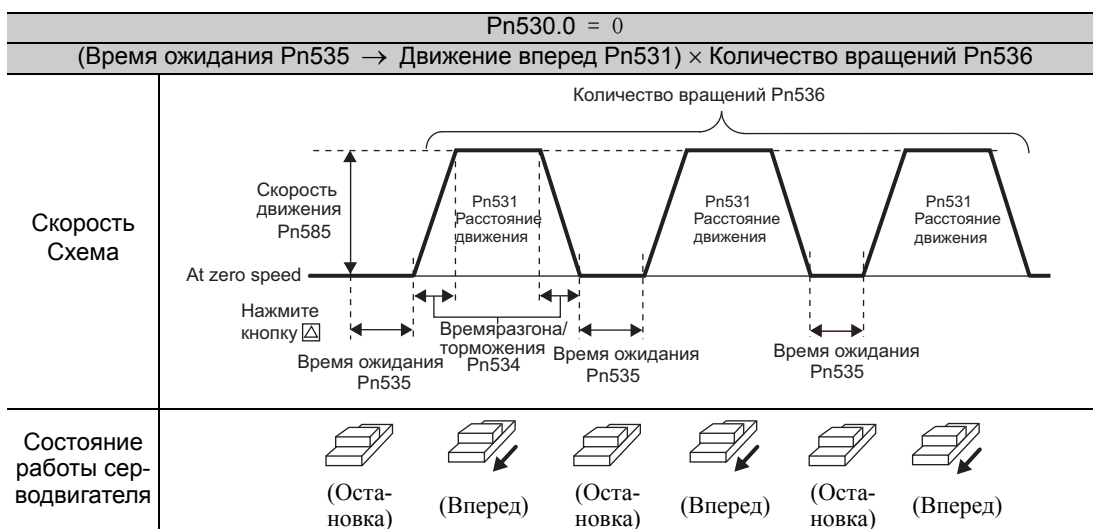 Pn530.0 = 0
(Время ожидания Pn535 → Движение вперед Pn531) × Количество вращений Pn536
Скорость
Схема
Количество вращений Pn536
Скорость
движения
Pn585
Pn531
Расстояние
движения
Pn531
Расстояние
движения
Pn531
Расстояние
движения
At zero speed
Нажмите
кнопку
Времяразгона/
торможения
Pn534
Время ожидания
Pn535
Время ожидания
Pn535
Время ожидания
Pn535
Состояние
работы сер-
водвигателя
(Оста-
новка)
(Вперед)
(Оста-
новка)
(Вперед)
(Оста-
новка)
(Вперед)